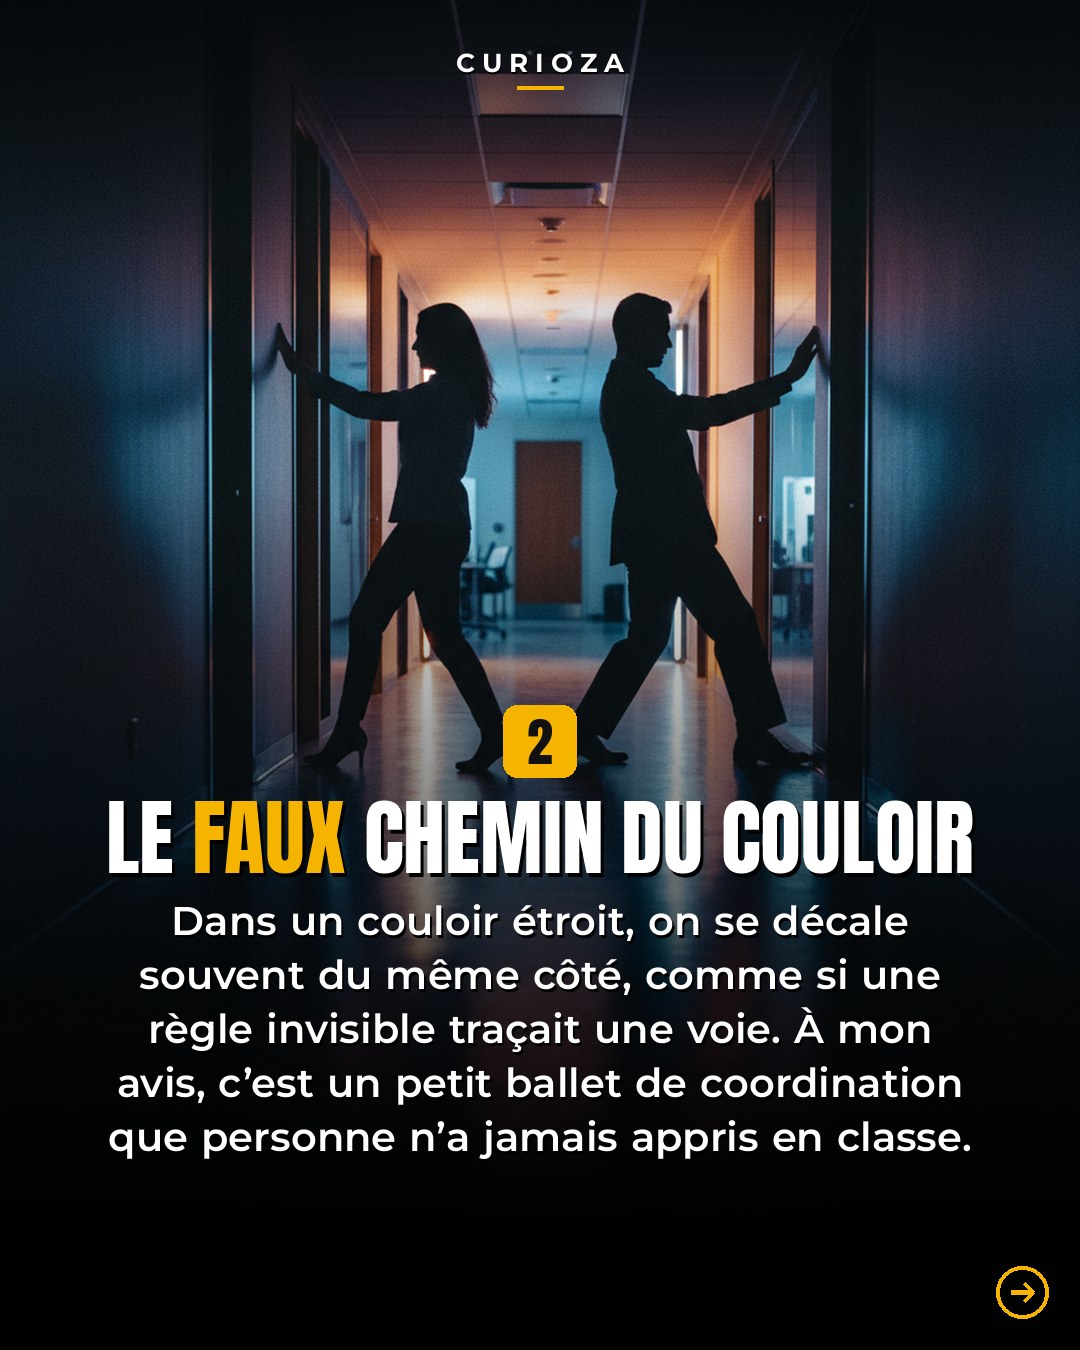 CURIOZA
2
LE FAUX CHEMIN DU COULOIR
Dans un couloir étroit, on se décale
souvent du même côté, comme si une
règle invisible traçait une voie. À mon
avis, c’est un petit ballet de coordination
que personne n’a jamais appris en classe.